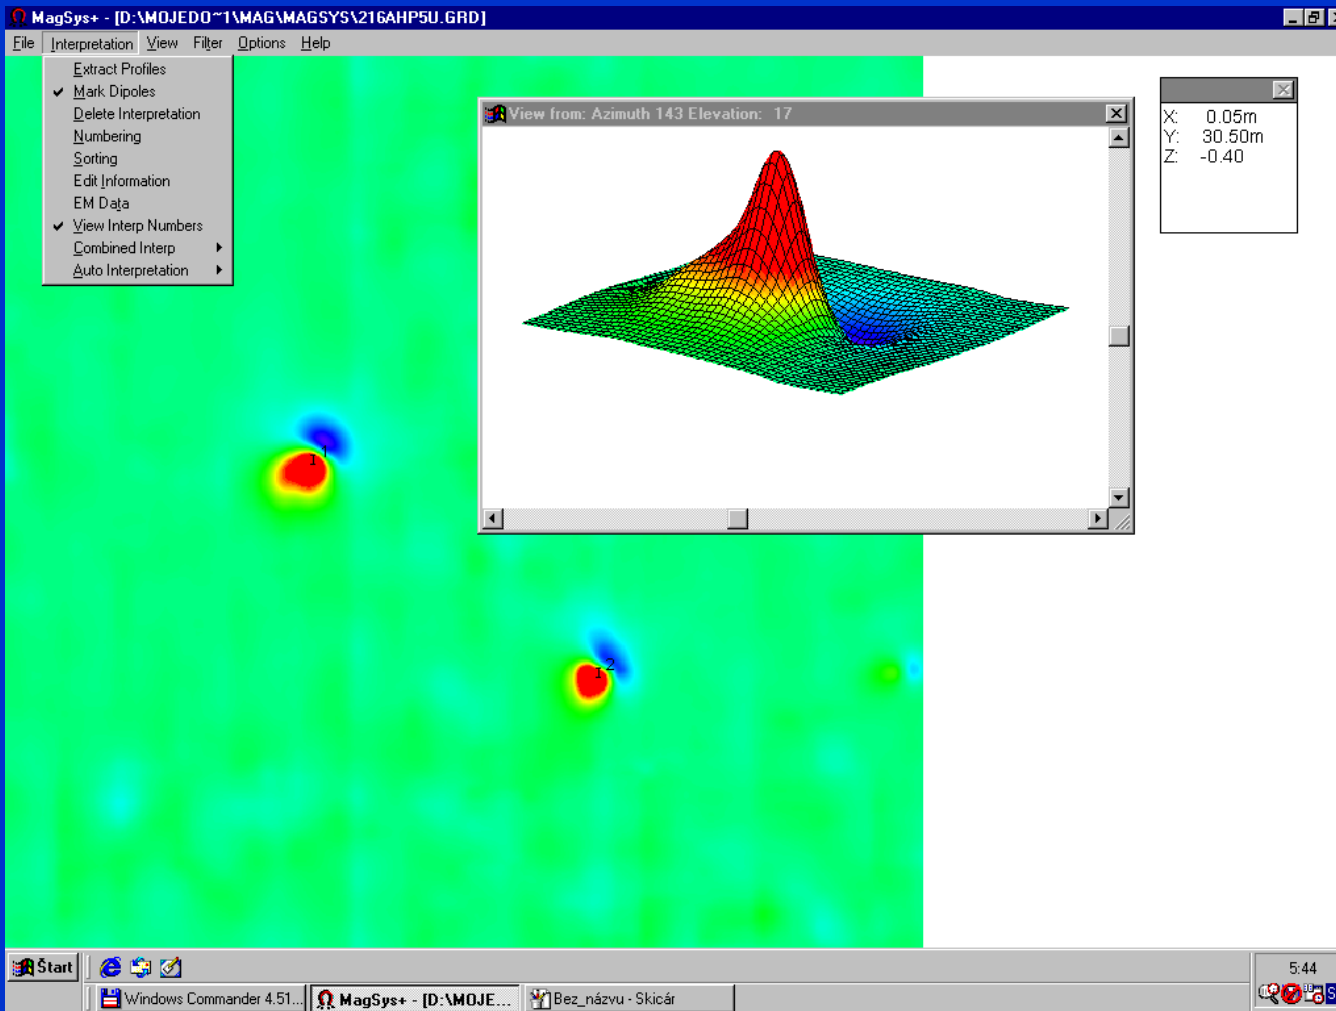 MagSys+ - [D:\MOJEDO~1\MAG\MAGSYS\216AHP5U.GRD]
File Interpretation View Filter Options Help
Extract Profiles
Mark Dipoles
Delete Interpretation
Numbering
Sorting
Edit Information
EM Data
View Interp Numbers
Combined Interp
Auto Interpretation
View from: Azimuth 143 Elevation: 17
X: 0.05m
Y: 30.50m
Z: -0.40
1
2
Štart
5:44
Windows Commander 4.51...
MagSys+ - [D:\MOJE...
Bez_názvu - Skicár